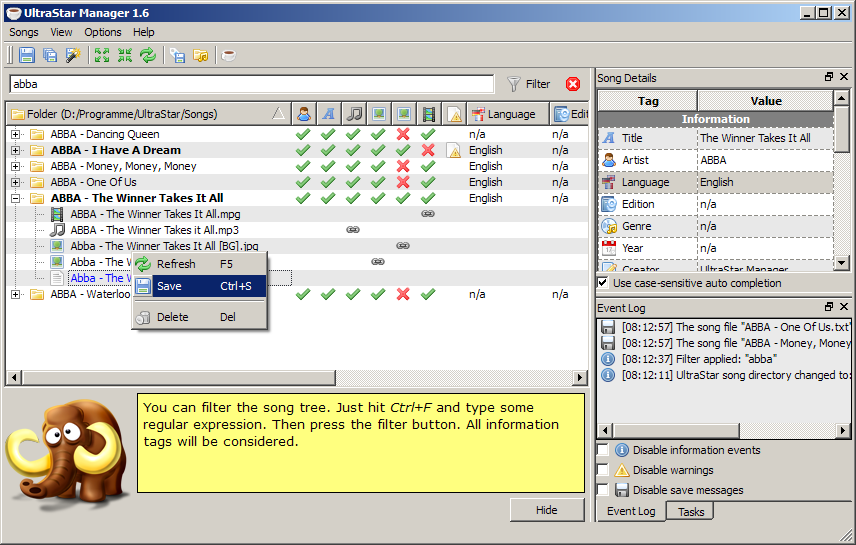 UltraStar Manager 1.6
Songs View Options Help
abba
Filter
Folder (D:/Programme/UltraStar/Songs) Language Edit
ABBA - Dancing Queen n/a n/a
ABBA - I Have A Dream English n/a
ABBA - Money, Money, Money English n/a
ABBA - One Of Us English n/a
ABBA - The Winner Takes It All English n/a
ABBA - The Winner Takes It All.mpg
ABBA - The Winner Takes it All.mp3
Abba - The Winner Takes It All [BG].jpg
Abba - The W
Abba - The W
ABBA - Waterloo n/a n/a
Refresh F5
Save Ctrl+S
Delete Del
You can filter the song tree. Just hit Ctrl+F and type some
regular expression. Then press the filter button. All information
tags will be considered.
Hide
Song Details
Tag Value
Information
Title The Winner Takes It All
Artist ABBA
Language English
Edition n/a
Genre n/a
Year n/a
Creator UltraStar Manager
Use case-sensitive auto completion
Event Log
[08:12:57] The song file "ABBA - One Of Us.txt"
[08:12:57] The song file "ABBA - Money, Money
[08:12:37] Filter applied: "abba"
[08:12:11] UltraStar song directory changed to:
Disable information events
Disable warnings
Disable save messages
Event Log Tasks